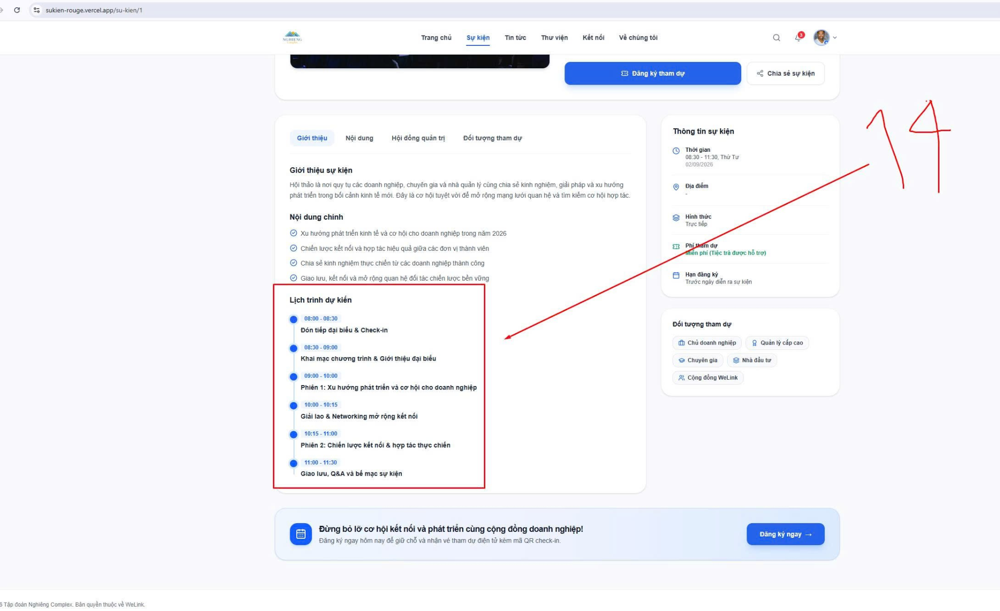 sukien-rouge.vercel.app/su-kien/1
NGHIENG
Complex
Trang chủ
Sự kiện
Tin tức
Thư viện
Kết nối
Về chúng tôi
3
Đăng ký tham dự
Chia sẻ sự kiện
14
Giới thiệu
Nội dung
Hội đồng quản trị
Đối tượng tham dự
Giới thiệu sự kiện
Hội thảo là nơi quy tụ các doanh nghiệp, chuyên gia và nhà quản lý cùng chia sẻ kinh nghiệm, giải pháp và xu hướng
phát triển trong bối cảnh kinh tế mới. Đây là cơ hội tuyệt vời để mở rộng mạng lưới quan hệ và tìm kiếm cơ hội hợp tác.
Nội dung chính
Xu hướng phát triển kinh tế và cơ hội cho doanh nghiệp trong năm 2026
Chiến lược kết nối và hợp tác hiệu quả giữa các đơn vị thành viên
Chia sẻ kinh nghiệm thực chiến từ các doanh nghiệp thành công
Giao lưu, kết nối và mở rộng quan hệ đối tác chiến lược bền vững
Lịch trình dự kiến
08:00 - 08:30
Đón tiếp đại biểu & Check-in
08:30 - 09:00
Khai mạc chương trình & Giới thiệu đại biểu
09:00 - 10:00
Phiên 1: Xu hướng phát triển và cơ hội cho doanh nghiệp
10:00 - 10:15
Giải lao & Networking mở rộng kết nối
10:15 - 11:00
Phiên 2: Chiến lược kết nối & hợp tác thực chiến
11:00 - 11:30
Giao lưu, Q&A và bế mạc sự kiện
Thông tin sự kiện
Thời gian
08:30 - 11:30, Thứ Tư
02/09/2026
Địa điểm
-
Hình thức
Trực tiếp
Phí tham dự
Miễn phí (Tiệc trà được hỗ trợ)
Hạn đăng ký
Trước ngày diễn ra sự kiện
Đối tượng tham dự
Chủ doanh nghiệp
Quản lý cấp cao
Chuyên gia
Nhà đầu tư
Cộng đồng WeLink
Đừng bỏ lỡ cơ hội kết nối và phát triển cùng cộng đồng doanh nghiệp!
Đăng ký ngay hôm nay để giữ chỗ và nhận vé tham dự điện tử kèm mã QR check-in.
Đăng ký ngay →
6 Tập đoàn Nghiêng Complex. Bản quyền thuộc về WeLink.